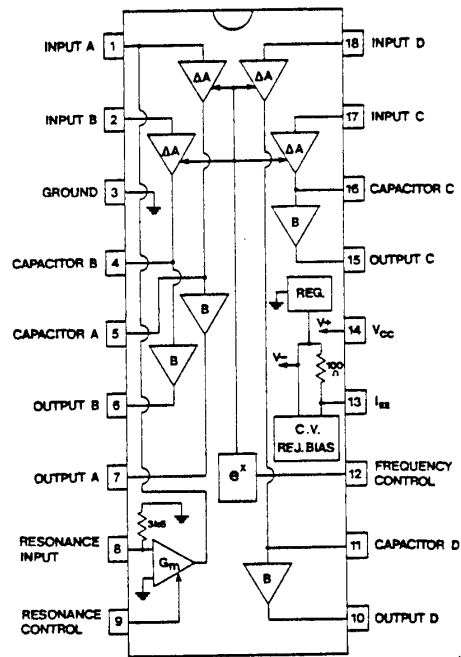 INPUT A
1
18
INPUT D
ΔA
ΔA
INPUT B
2
17
INPUT C
ΔA
ΔA
GROUND
3
16
CAPACITOR C
B
CAPACITOR B
4
15
OUTPUT C
REG.
B
V+
CAPACITOR A
5
14
VCC
B
V-
100
Ω
OUTPUT B
6
13
IEE
C.V.
REJ. BIAS
OUTPUT A
7
eˣ
12
FREQUENCY
CONTROL
3k6
RESONANCE
INPUT
8
Gm
11
CAPACITOR D
B
RESONANCE
CONTROL
9
10
OUTPUT D